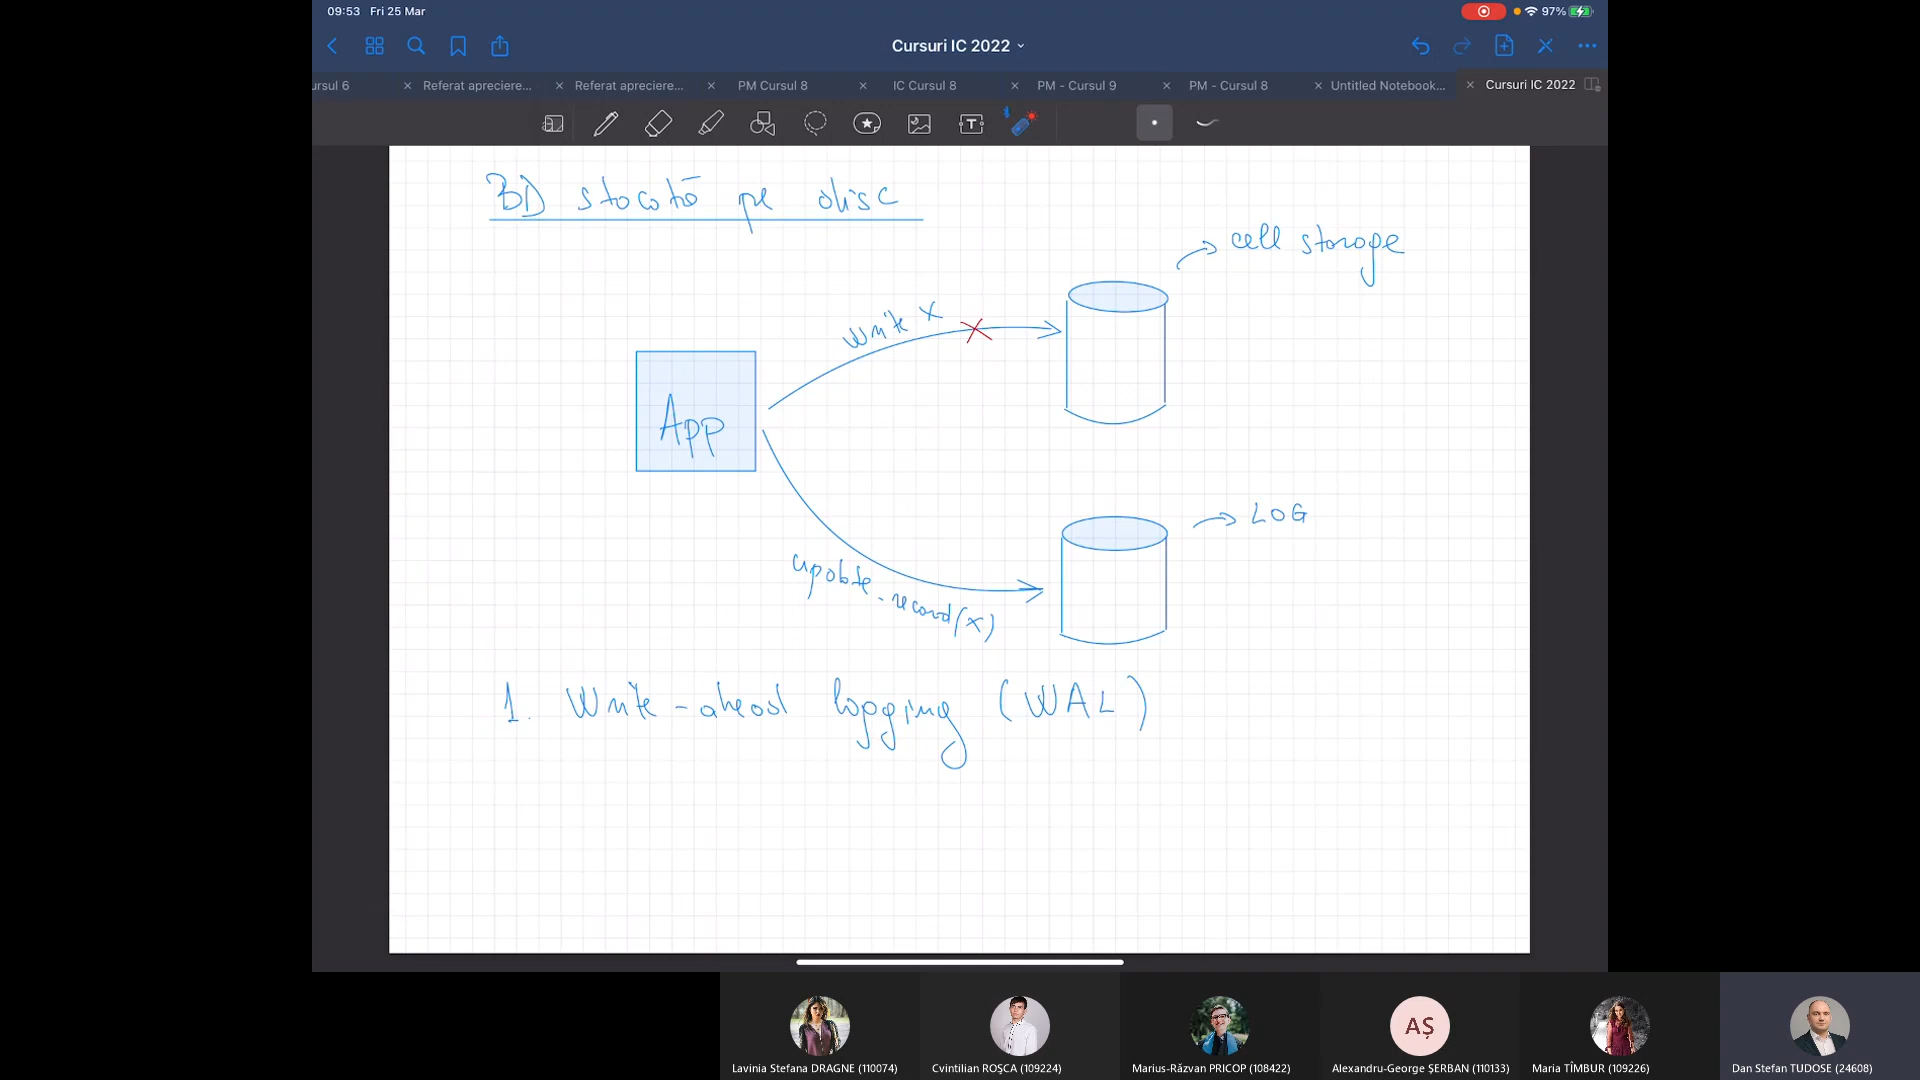 09:53 Fri 25 Mar
97%
Cursuri IC 2022
ursul 6
Referat apreciere...
Referat apreciere...
PM Cursul 8
IC Cursul 8
PM - Cursul 9
PM - Cursul 8
Untitled Notebook...
Cursuri IC 2022
BD stocată pe disc
cell storage
write x
App
LOG
update-record(x)
1. Write-ahead logging (WAL)
AȘ
Lavinia Stefana DRAGNE (110074)
Cvintilian ROȘCA (109224)
Marius-Răzvan PRICOP (108422)
Alexandru-George ȘERBAN (110133)
Maria TÎMBUR (109226)
Dan Stefan TUDOSE (24608)